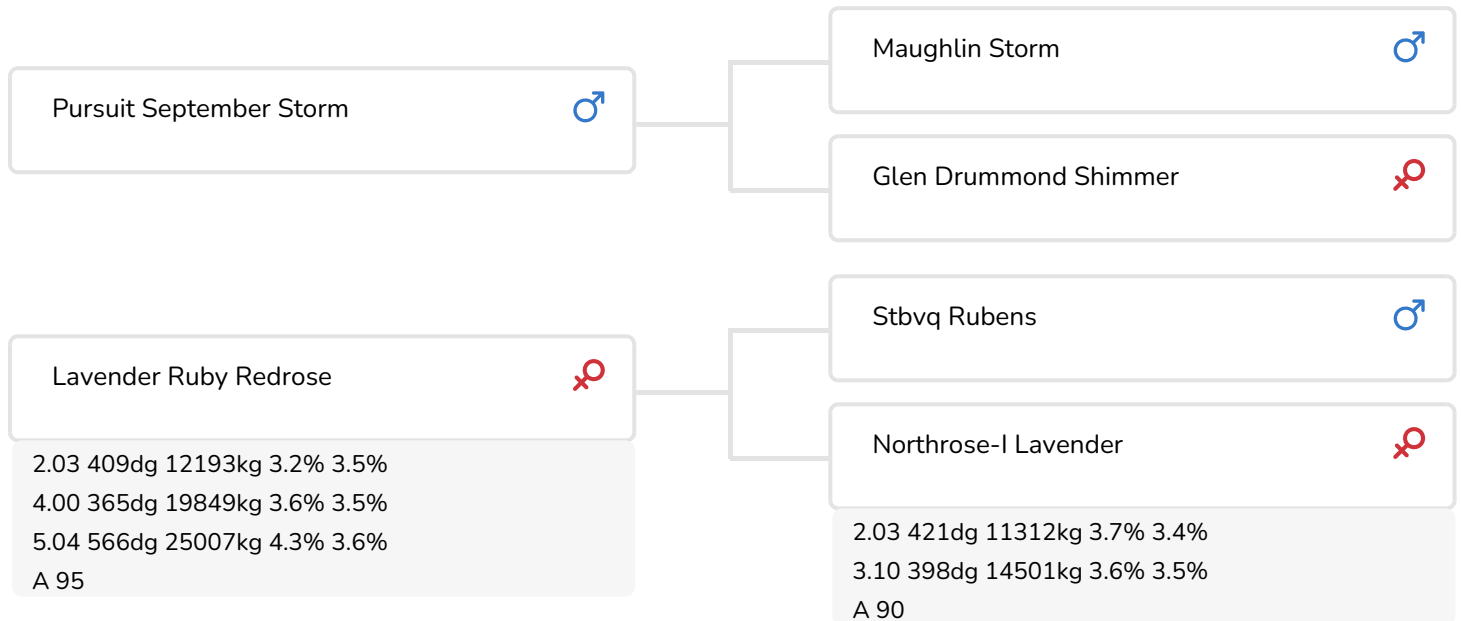 Pursuit September Storm
Maughlin Storm
Glen Drummond Shimmer
Lavender Ruby Redrose
2.03 409dg 12193kg 3.2% 3.5%
4.00 365dg 19849kg 3.6% 3.5%
5.04 566dg 25007kg 4.3% 3.6%
A 95
Stbvq Rubens
Northrose-I Lavender
2.03 421dg 11312kg 3.7% 3.4%
3.10 398dg 14501kg 3.6% 3.5%
A 90